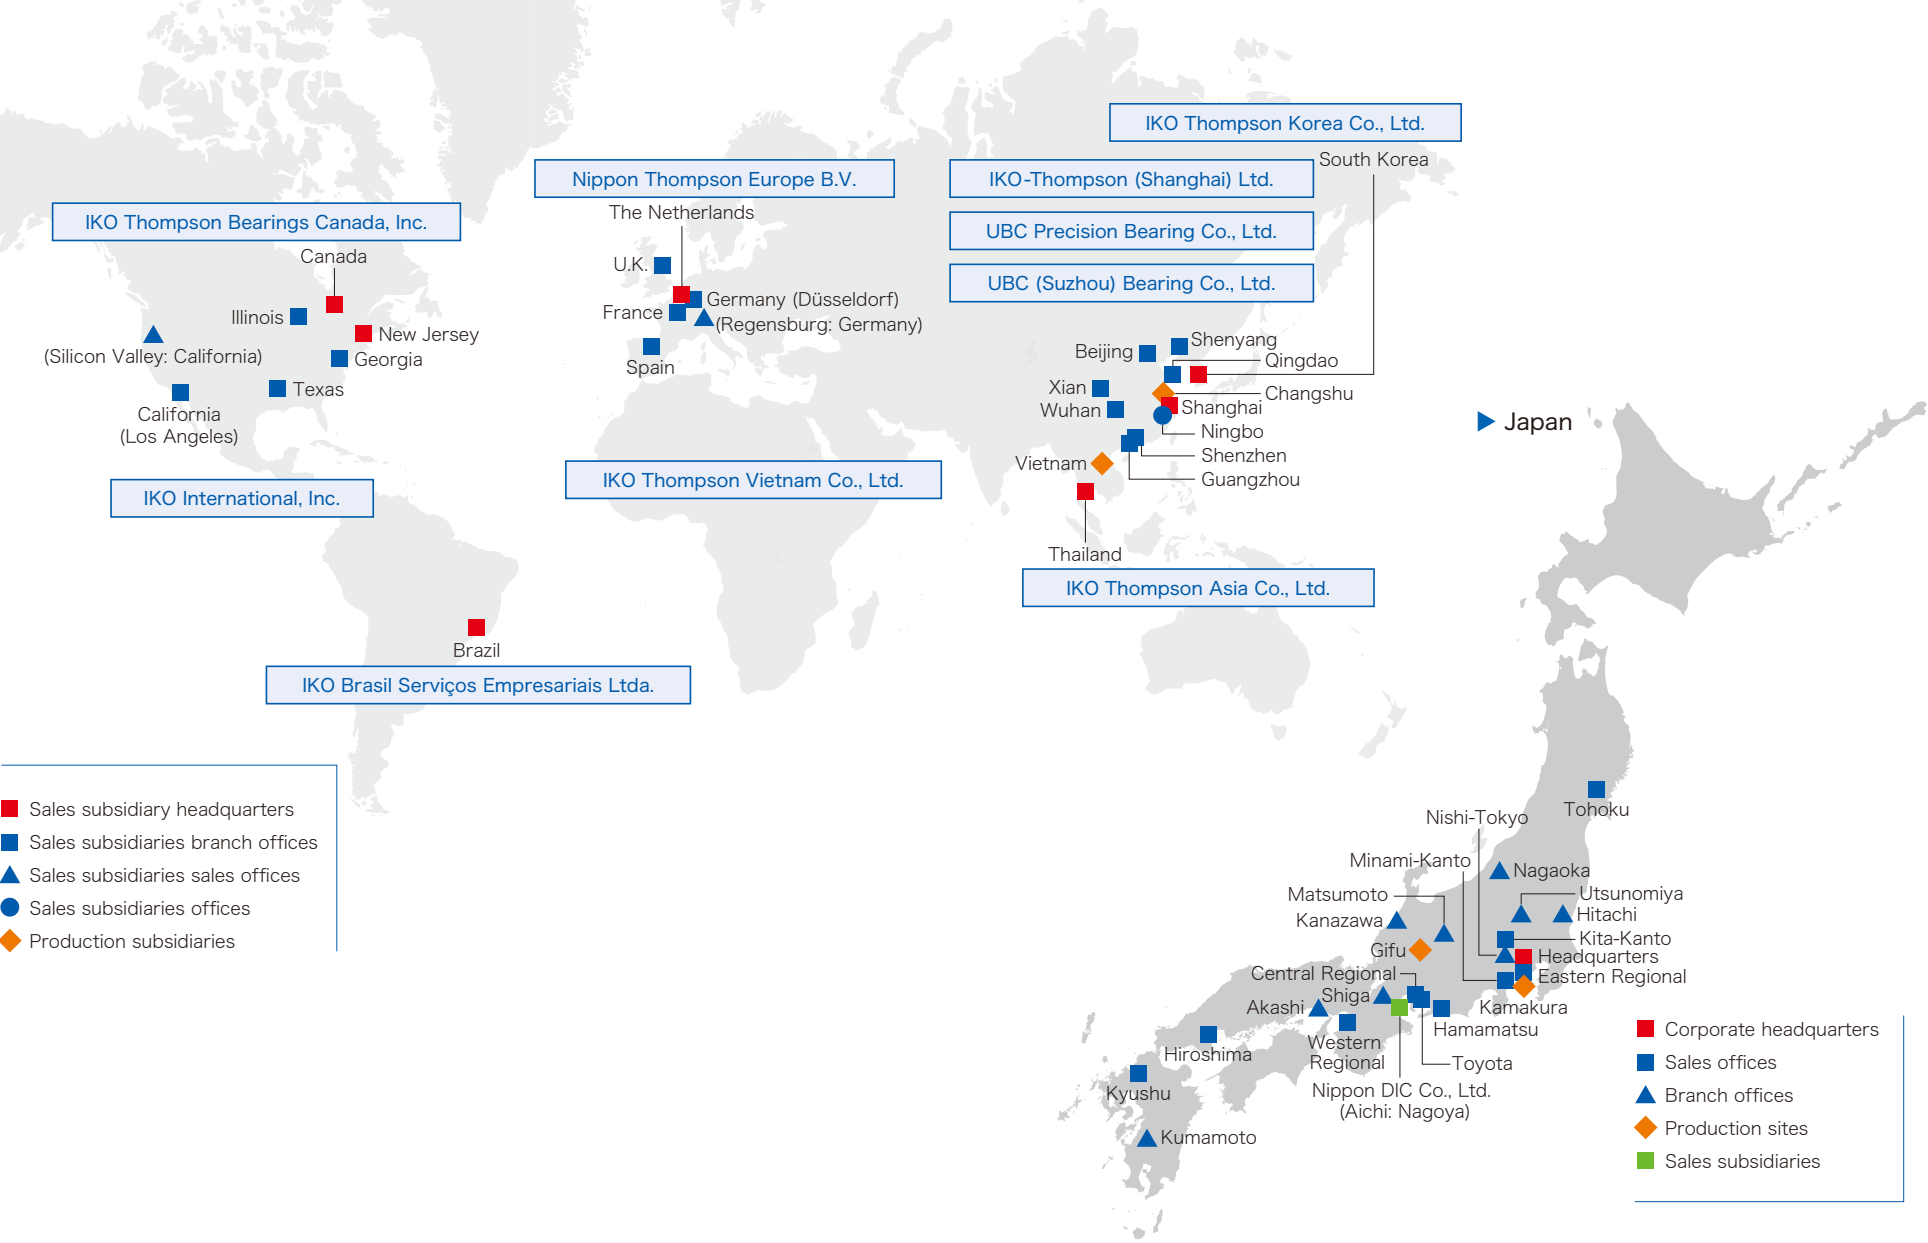 IKO Thompson Bearings Canada, Inc.
Canada
Illinois
New Jersey
(Silicon Valley: California)
Georgia
Texas
California
(Los Angeles)
IKO International, Inc.
Brazil
IKO Brasil Serviços Empresariais Ltda.
Nippon Thompson Europe B.V.
The Netherlands
U.K.
Germany (Düsseldorf)
France
(Regensburg: Germany)
Spain
IKO Thompson Vietnam Co., Ltd.
IKO Thompson Korea Co., Ltd.
South Korea
IKO-Thompson (Shanghai) Ltd.
UBC Precision Bearing Co., Ltd.
UBC (Suzhou) Bearing Co., Ltd.
Shenyang
Beijing
Qingdao
Xian
Changshu
Wuhan
Shanghai
Ningbo
Shenzhen
Vietnam
Guangzhou
Thailand
IKO Thompson Asia Co., Ltd.
Sales subsidiary headquarters
Sales subsidiaries branch offices
Sales subsidiaries sales offices
Sales subsidiaries offices
Production subsidiaries
Japan
Tohoku
Nishi-Tokyo
Minami-Kanto
Nagaoka
Matsumoto
Utsunomiya
Kanazawa
Hitachi
Kita-Kanto
Gifu
Headquarters
Central Regional
Eastern Regional
Shiga
Akashi
Kamakura
Hamamatsu
Western
Regional
Hiroshima
Toyota
Kyushu
Nippon DIC Co., Ltd.
(Aichi: Nagoya)
Kumamoto
Corporate headquarters
Sales offices
Branch offices
Production sites
Sales subsidiaries